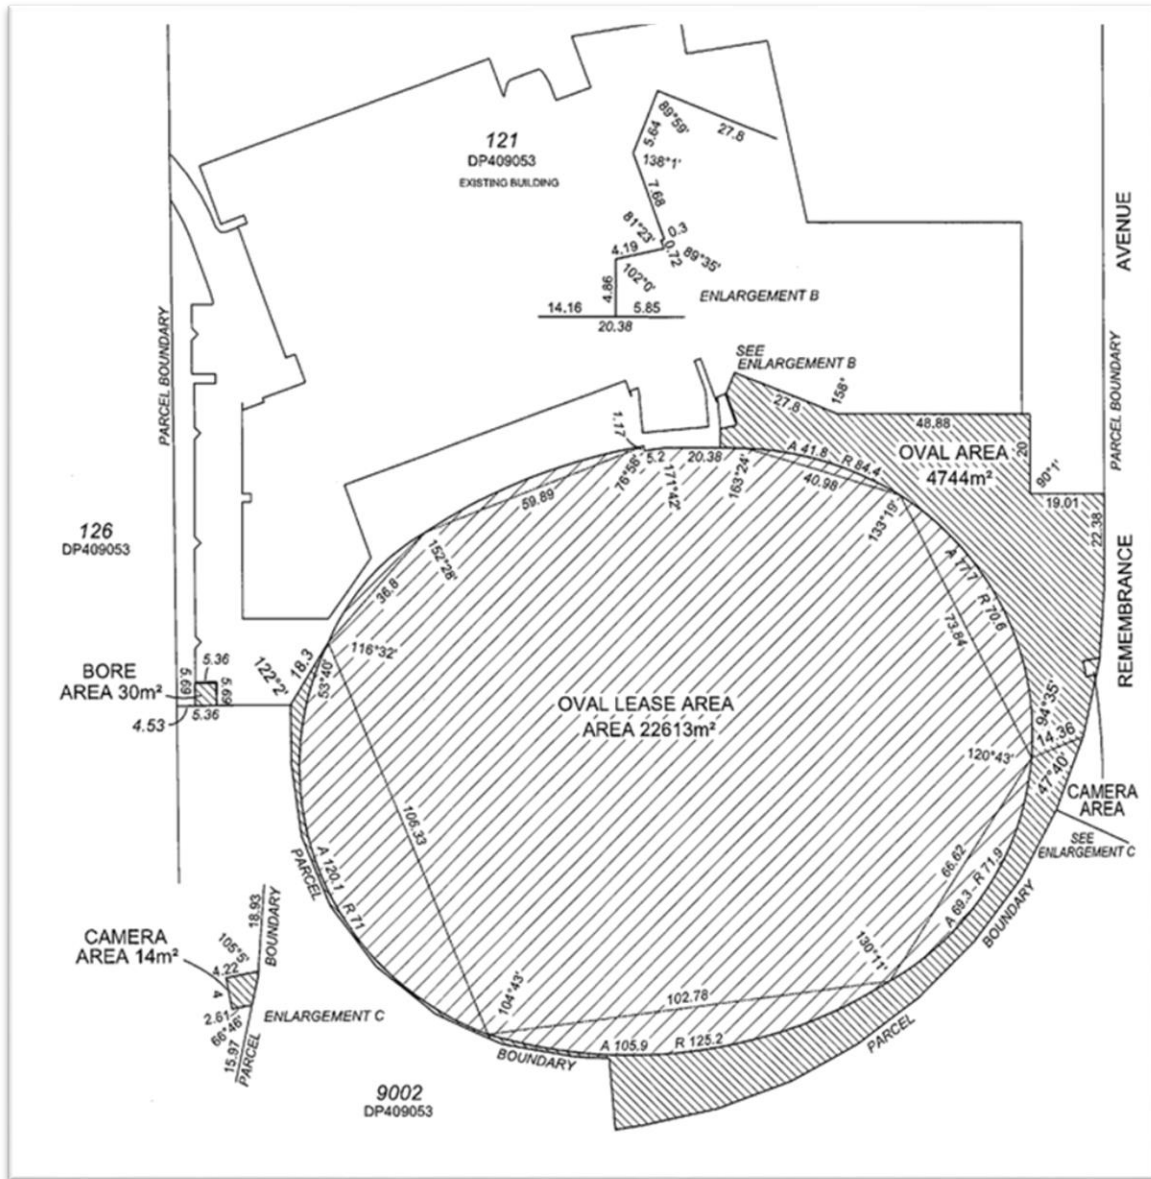 121
DP409053
EXISTING BUILDING
89°59'
5.64
27.8
138°1'
7.68
81°23'
0.3
4.19
0.72
89°35'
102°0'
4.86
ENLARGEMENT B
14.16
5.85
20.38
AVENUE
PARCEL BOUNDARY
PARCEL BOUNDARY
SEE
ENLARGEMENT B
27.8
158°
48.88
1.17
5.2
20.38
A 41.8
R 84.4
OVAL AREA
4744m²
20
90°1'
76°58'
171°42'
163°24'
40.98
19.01
59.89
133°19'
22.38
126
DP409053
152°28'
A 77.7
R 70.6
REMEMBRANCE
36.8
73.84
116°32'
BORE
AREA 30m²
5.36
5.69
5.69
5.36
4.53
122°2'
18.3
53°40'
OVAL LEASE AREA
AREA 22613m²
94°35'
14.36
120°43'
47°40'
CAMERA
AREA
SEE
ENLARGEMENT C
106.33
PARCEL
A 120.1
R 71
66.62
A 69.3
R 71.9
BOUNDARY
18.93
BOUNDARY
CAMERA
AREA 14m²
105°5'
4.22
4
2.61
66°46'
15.97
PARCEL
ENLARGEMENT C
130°11'
104°43'
102.78
A 105.9
R 125.2
BOUNDARY
PARCEL
9002
DP409053